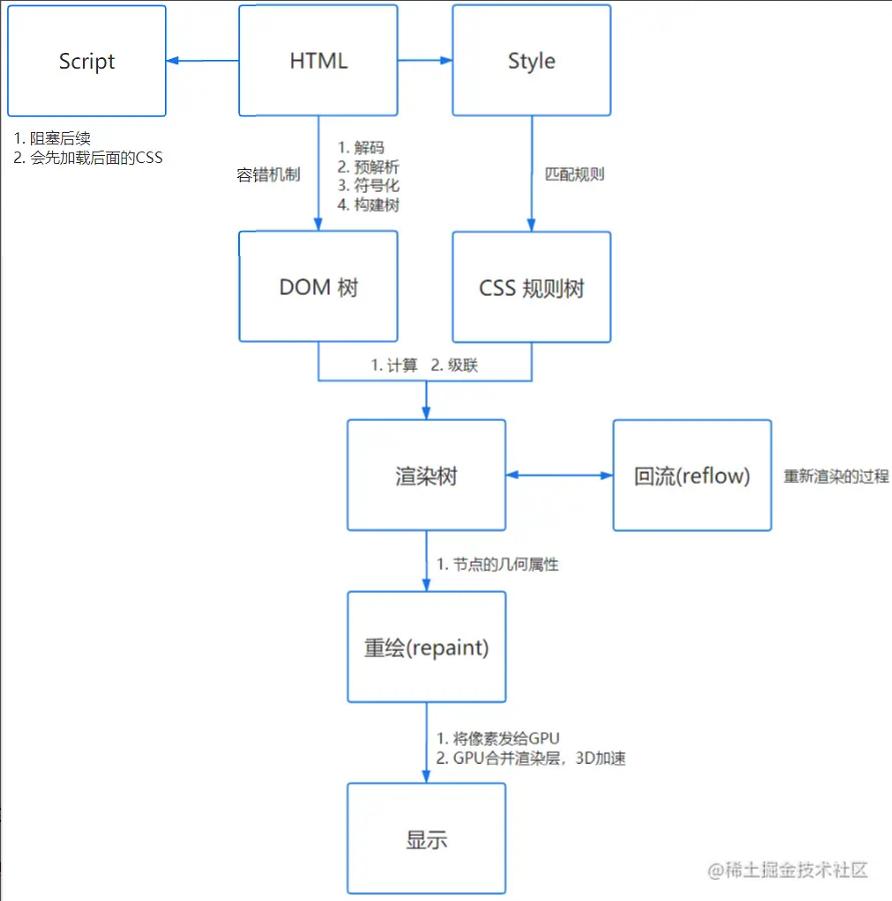 Script
HTML
Style
1. 阻塞后续
2. 会先加载后面的CSS
容错机制
1. 解码
2. 预解析
3. 符号化
4. 构建树
匹配规则
DOM 树
CSS 规则树
1. 计算 2. 级联
渲染树
回流(reflow)
重新渲染的过程
1. 节点的几何属性
重绘(repaint)
1. 将像素发给GPU
2. GPU合并渲染层，3D加速
显示
@稀土掘金技术社区